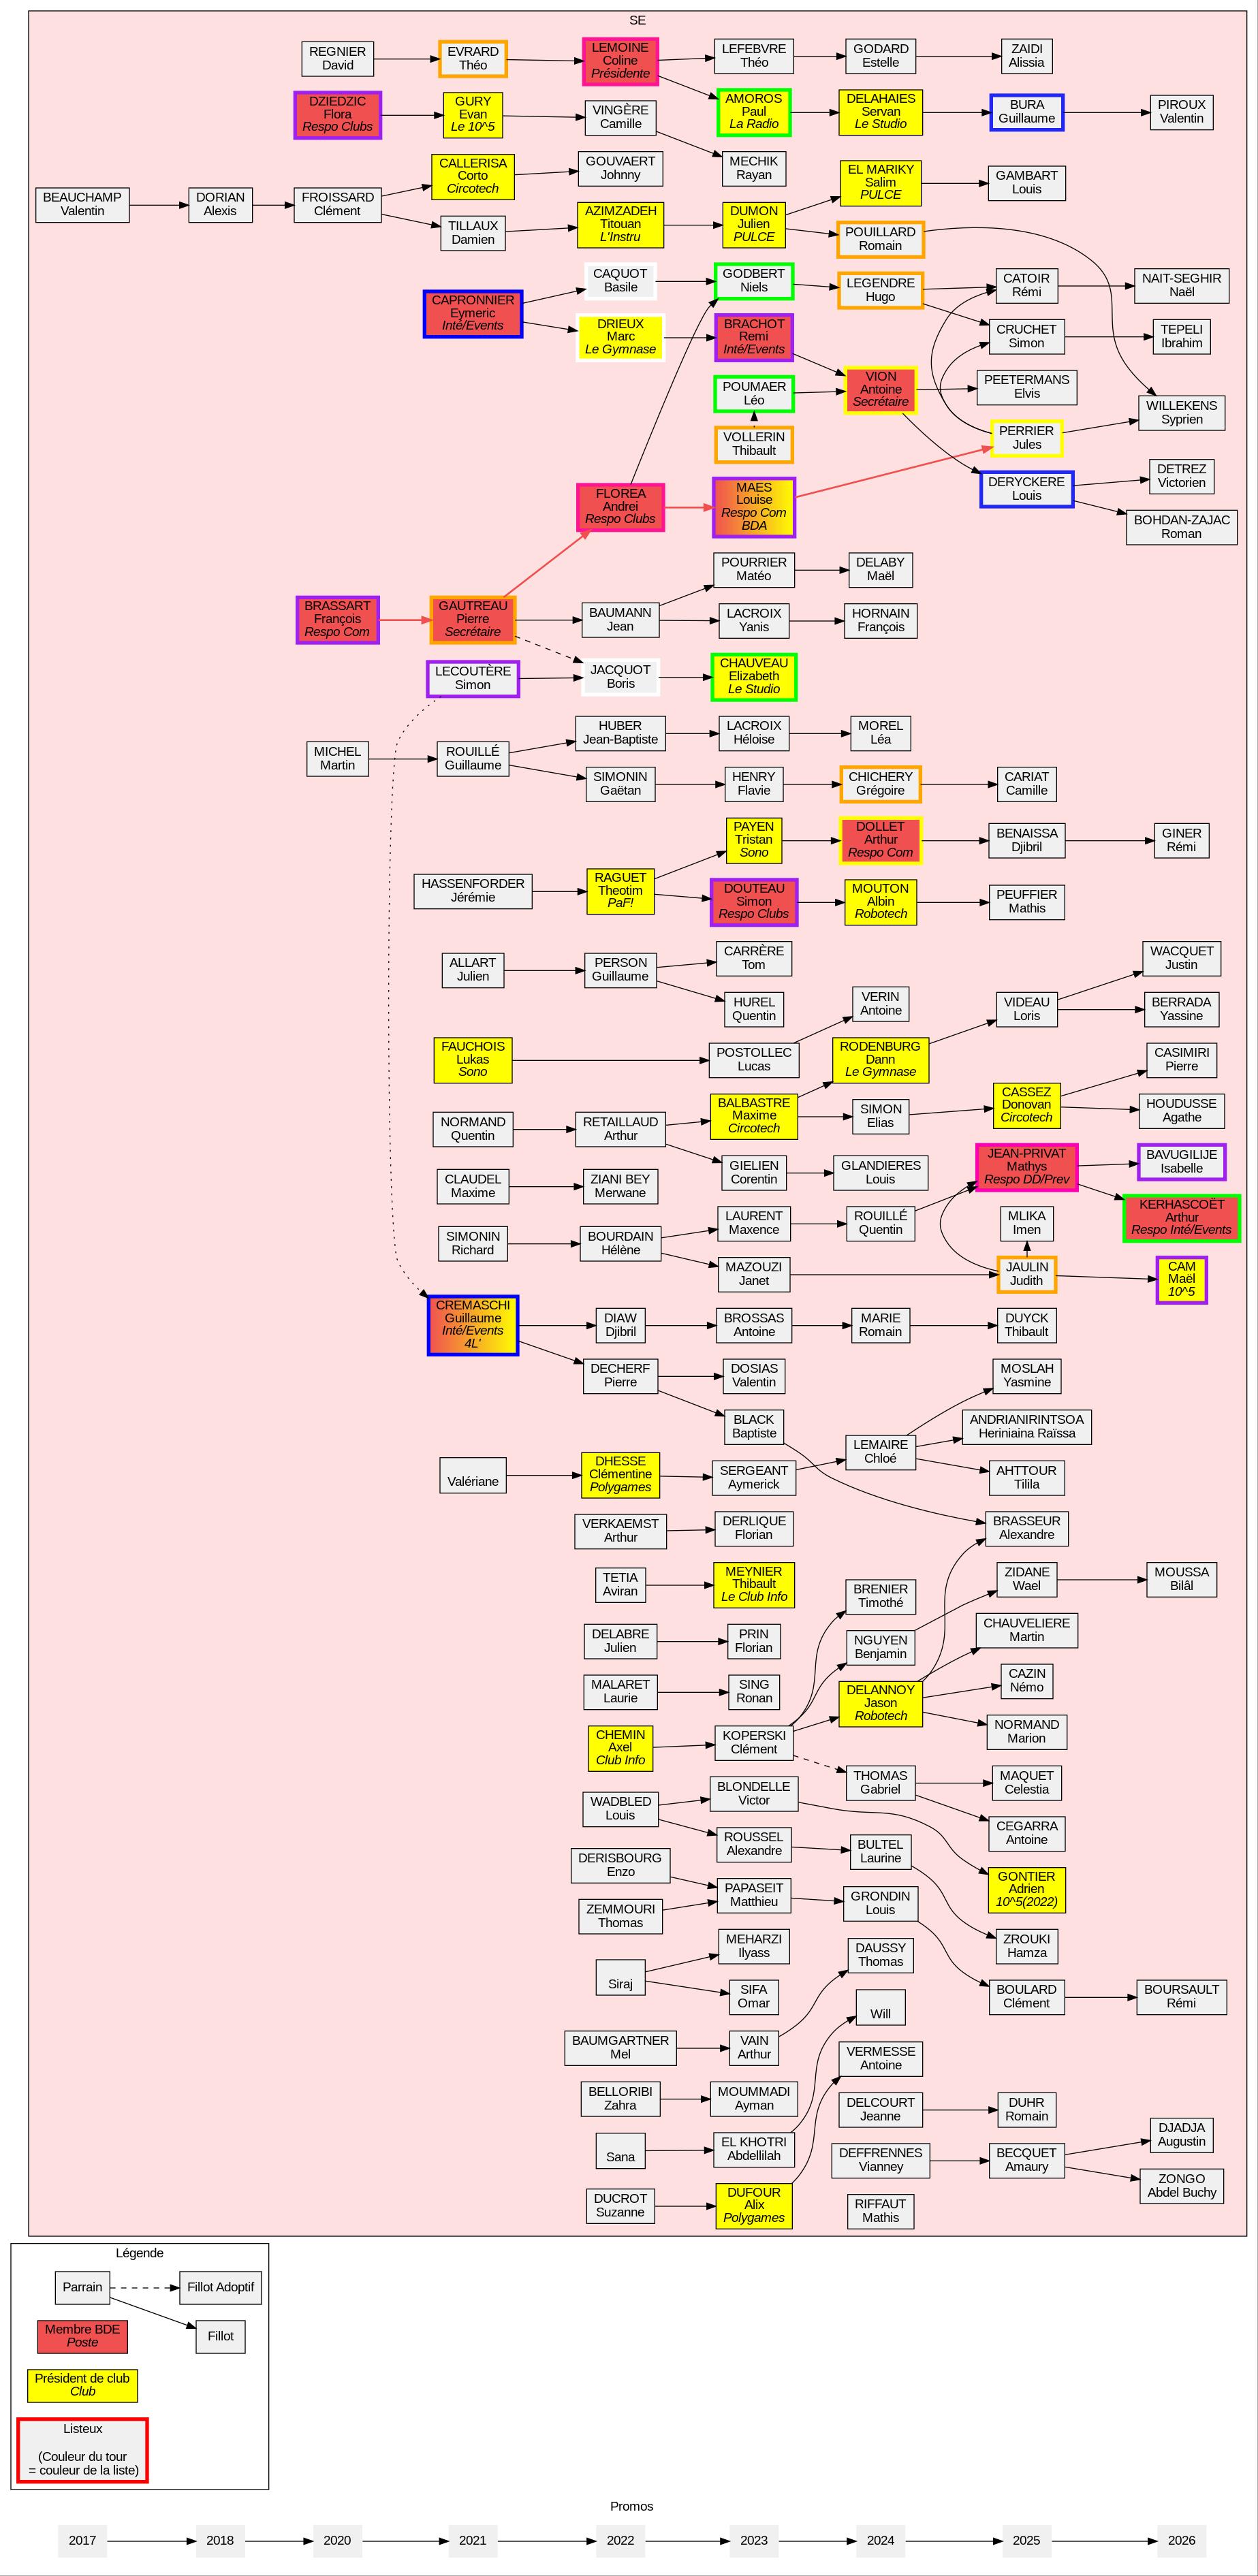 SE
REGNIER
David
EVRARD
Théo
LEMOINE
Coline
Présidente
LEFEBVRE
Théo
GODARD
Estelle
ZAIDI
Alissia
DZIEDZIC
Flora
Respo Clubs
GURY
Evan
Le 10^5
VINGÈRE
Camille
AMOROS
Paul
La Radio
DELAHAIES
Servan
Le Studio
BURA
Guillaume
PIROUX
Valentin
MECHIK
Rayan
BEAUCHAMP
Valentin
DORIAN
Alexis
FROISSARD
Clément
CALLERISA
Corto
Circotech
GOUVAERT
Johnny
EL MARIKY
Salim
PULCE
GAMBART
Louis
TILLAUX
Damien
AZIMZADEH
Titouan
L'Instru
DUMON
Julien
PULCE
POUILLARD
Romain
CAPRONNIER
Eymeric
Inté/Events
CAQUOT
Basile
GODBERT
Niels
LEGENDRE
Hugo
CATOIR
Rémi
NAIT-SEGHIR
Naël
DRIEUX
Marc
Le Gymnase
BRACHOT
Remi
Inté/Events
CRUCHET
Simon
TEPELI
Ibrahim
POUMAER
Léo
VION
Antoine
Secrétaire
PEETERMANS
Elvis
WILLEKENS
Syprien
VOLLERIN
Thibault
PERRIER
Jules
FLOREA
Andrei
Respo Clubs
MAES
Louise
Respo Com
BDA
DERYCKERE
Louis
DETREZ
Victorien
BOHDAN-ZAJAC
Roman
BRASSART
François
Respo Com
GAUTREAU
Pierre
Secrétaire
BAUMANN
Jean
POURRIER
Matéo
DELABY
Maël
LACROIX
Yanis
HORNAIN
François
LECOUTÈRE
Simon
JACQUOT
Boris
CHAUVEAU
Elizabeth
Le Studio
MICHEL
Martin
ROUILLÉ
Guillaume
HUBER
Jean-Baptiste
LACROIX
Héloise
MOREL
Léa
SIMONIN
Gaëtan
HENRY
Flavie
CHICHERY
Grégoire
CARIAT
Camille
HASSENFORDER
Jérémie
RAGUET
Theotim
PaF!
PAYEN
Tristan
Sono
DOLLET
Arthur
Respo Com
BENAISSA
Djibril
GINER
Rémi
DOUTEAU
Simon
Respo Clubs
MOUTON
Albin
Robotech
PEUFFIER
Mathis
ALLART
Julien
PERSON
Guillaume
CARRÈRE
Tom
HUREL
Quentin
VERIN
Antoine
VIDEAU
Loris
WACQUET
Justin
BERRADA
Yassine
FAUCHOIS
Lukas
Sono
POSTOLLEC
Lucas
RODENBURG
Dann
Le Gymnase
CASIMIRI
Pierre
NORMAND
Quentin
RETAILLAUD
Arthur
BALBASTRE
Maxime
Circotech
SIMON
Elias
CASSEZ
Donovan
Circotech
HOUDUSSE
Agathe
CLAUDEL
Maxime
ZIANI BEY
Merwane
GIELIEN
Corentin
GLANDIERES
Louis
JEAN-PRIVAT
Mathys
Respo DD/Prev
BAVUGILIJE
Isabelle
KERHASCOËT
Arthur
Respo Inté/Events
SIMONIN
Richard
BOURDAIN
Hélène
LAURENT
Maxence
ROUILLÉ
Quentin
MLIKA
Imen
MAZOUZI
Janet
JAULIN
Judith
CAM
Maël
10^5
CREMASCHI
Guillaume
Inté/Events
4L'
DIAW
Djibril
BROSSAS
Antoine
MARIE
Romain
DUYCK
Thibault
DECHERF
Pierre
DOSIAS
Valentin
MOSLAH
Yasmine
BLACK
Baptiste
LEMAIRE
Chloé
ANDRIANIRINTSOA
Heriniaina Raïssa
Valériane
DHESSE
Clémentine
Polygames
SERGEANT
Aymerick
AHTTOUR
Tilila
VERKAEMST
Arthur
DERLIQUE
Florian
BRASSEUR
Alexandre
TETIA
Aviran
MEYNIER
Thibault
Le Club Info
BRENIER
Timothé
ZIDANE
Wael
MOUSSA
Bilâl
DELABRE
Julien
PRIN
Florian
NGUYEN
Benjamin
CHAUVELIERE
Martin
MALARET
Laurie
SING
Ronan
DELANNOY
Jason
Robotech
CAZIN
Némo
CHEMIN
Axel
Club Info
KOPERSKI
Clément
NORMAND
Marion
THOMAS
Gabriel
MAQUET
Celestia
WADBLED
Louis
BLONDELLE
Victor
CEGARRA
Antoine
ROUSSEL
Alexandre
BULTEL
Laurine
GONTIER
Adrien
10^5(2022)
DERISBOURG
Enzo
PAPASEIT
Matthieu
GRONDIN
Louis
ZEMMOURI
Thomas
ZROUKI
Hamza
Siraj
MEHARZI
Ilyass
DAUSSY
Thomas
SIFA
Omar
BOULARD
Clément
BOURSAULT
Rémi
Will
BAUMGARTNER
Mel
VAIN
Arthur
VERMESSE
Antoine
BELLORIBI
Zahra
MOUMMADI
Ayman
DELCOURT
Jeanne
DUHR
Romain
Sana
EL KHOTRI
Abdellilah
DEFFRENNES
Vianney
BECQUET
Amaury
DJADJA
Augustin
ZONGO
Abdel Buchy
DUCROT
Suzanne
DUFOUR
Alix
Polygames
RIFFAUT
Mathis
Légende
Parrain
Fillot Adoptif
Membre BDE
Poste
Fillot
Président de club
Club
Listeux
(Couleur du tour
= couleur de la liste)
Promos
2017
2018
2020
2021
2022
2023
2024
2025
2026